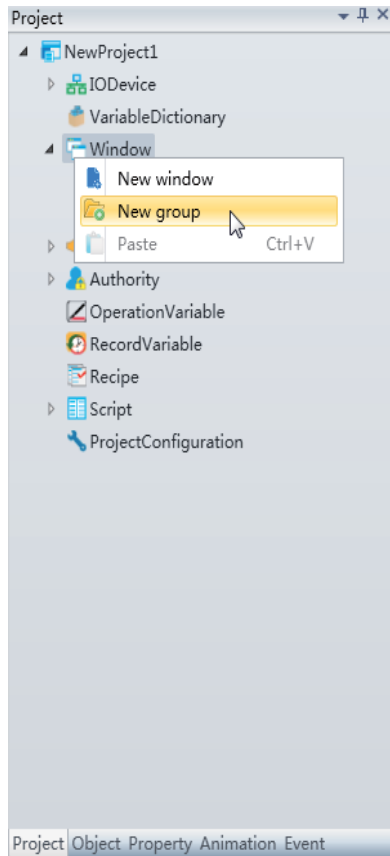 Project
NewProject1
IODevice
VariableDictionary
Window
New window
New group
Paste Ctrl+V
Authority
OperationVariable
RecordVariable
Recipe
Script
ProjectConfiguration
Project Object Property Animation Event